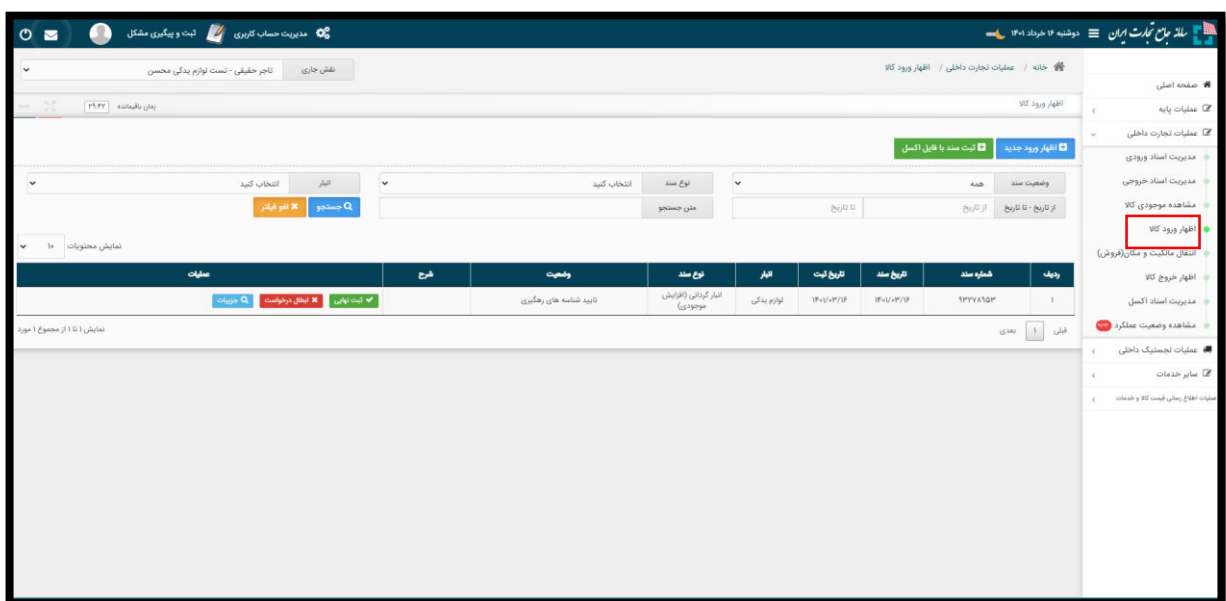 سامانه جامع تجارت ایران
دوشنبه ۱۶ خرداد ۱۴۰۱
مدیریت حساب کاربری
ثبت و پیگیری مشکل
صفحه اصلی
عملیات پایه
عملیات تجارت داخلی
مدیریت اسناد ورودی
مدیریت اسناد خروجی
مشاهده موجودی کالا
اظهار ورود کالا
انتقال مالکیت و مکان(فروش)
اظهار خروج کالا
مدیریت اسناد اکسل
مشاهده وضعیت عملکرد
عملیات لجستیک داخلی
سایر خدمات
عملیات اطلاع رسانی قیمت کالا و خدمات
خانه / عملیات تجارت داخلی / اظهار ورود کالا
نقش جاری
تاجر حقیقی - تست لوازم یدکی محسن
اظهار ورود کالا
زمان باقیمانده ۲۹:۴۲
اظهار ورود جدید
ثبت سند با فایل اکسل
وضعیت سند همه
نوع سند انتخاب کنید
انبار انتخاب کنید
از تاریخ - تا تاریخ از تاریخ تا تاریخ
متن جستجو
جستجو لغو فیلتر
نمایش محتویات ۱۰
ردیف شماره سند تاریخ سند تاریخ ثبت انبار نوع سند وضعیت شرح عملیات
۱ ۹۳۷۷۸۹۵۳ ۱۴۰۱/۰۳/۱۶ ۱۴۰۱/۰۳/۱۶ لوازم یدکی انبار گردانی (افزایش موجودی) تایید شناسه های رهگیری ثبت نهایی ابطال درخواست جزییات
قبلی ۱ بعدی
نمایش ۱ تا ۱ از مجموع ۱ مورد